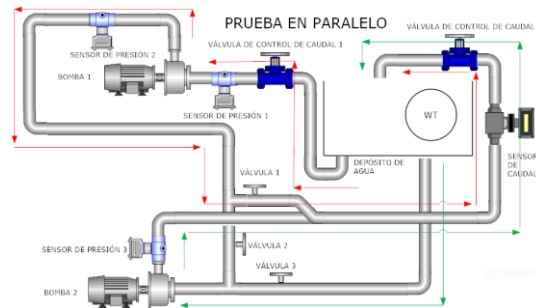 PRUEBA EN PARALELO
VÁLVULA DE CONTROL DE CAUDAL
SENSOR DE PRESIÓN 2
VÁLVULA DE CONTROL DE CAUDAL 1
BOMBA 1
SENSOR DE PRESIÓN 1
WT
DEPÓSITO DE
AGUA
SENSOR
DE
CAUDAL
VÁLVULA 1
SENSOR DE PRESIÓN 3
VÁLVULA 2
VÁLVULA 3
BOMBA 2